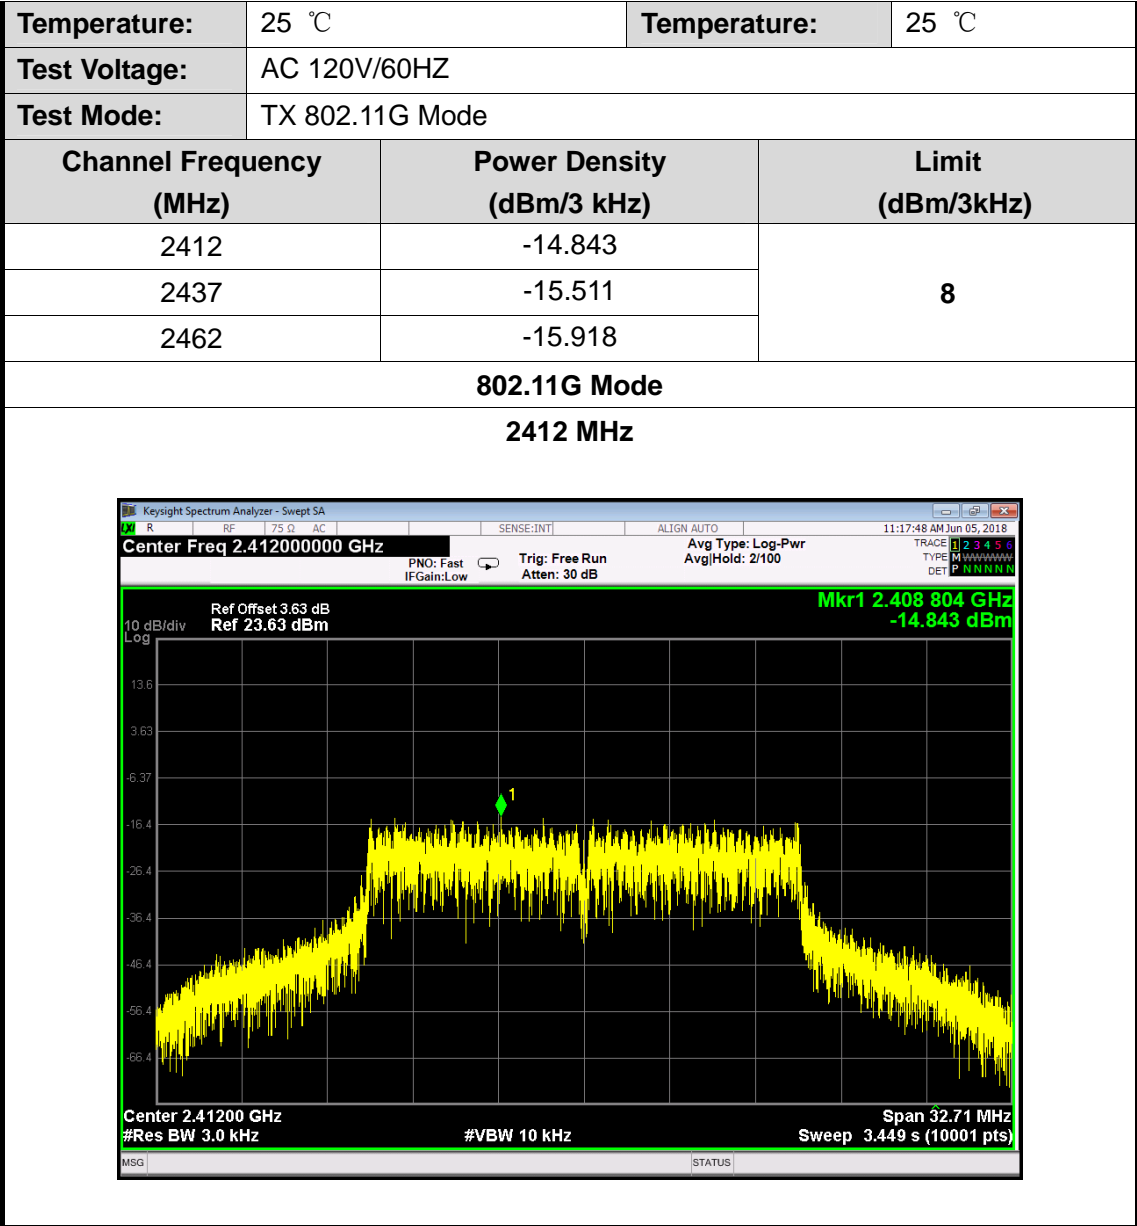 Temperature: 25 ℃ Temperature: 25 ℃
Test Voltage: AC 120V/60HZ
Test Mode: TX 802.11G Mode
Channel Frequency (MHz) Power Density (dBm/3 kHz) Limit (dBm/3kHz)
2412 -14.843
2437 -15.511 8
2462 -15.918
802.11G Mode
2412 MHz
Keysight Spectrum Analyzer - Swept SA
LXI R RF 75 Ω AC SENSE:INT ALIGN AUTO 11:17:48 AM Jun 05, 2018
Center Freq 2.412000000 GHz
PNO: Fast
IFGain:Low
Trig: Free Run
Atten: 30 dB
Avg Type: Log-Pwr
Avg|Hold: 2/100
TRACE 1 2 3 4 5 6
TYPE M W W W W W
DET P N N N N N
Mkr1 2.408 804 GHz
-14.843 dBm
Ref Offset 3.63 dB
10 dB/div Ref 23.63 dBm
Log
13.6
3.63
-6.37
1
-16.4
-26.4
-36.4
-46.4
-56.4
-66.4
Center 2.41200 GHz Span 32.71 MHz
#Res BW 3.0 kHz #VBW 10 kHz Sweep 3.449 s (10001 pts)
MSG STATUS